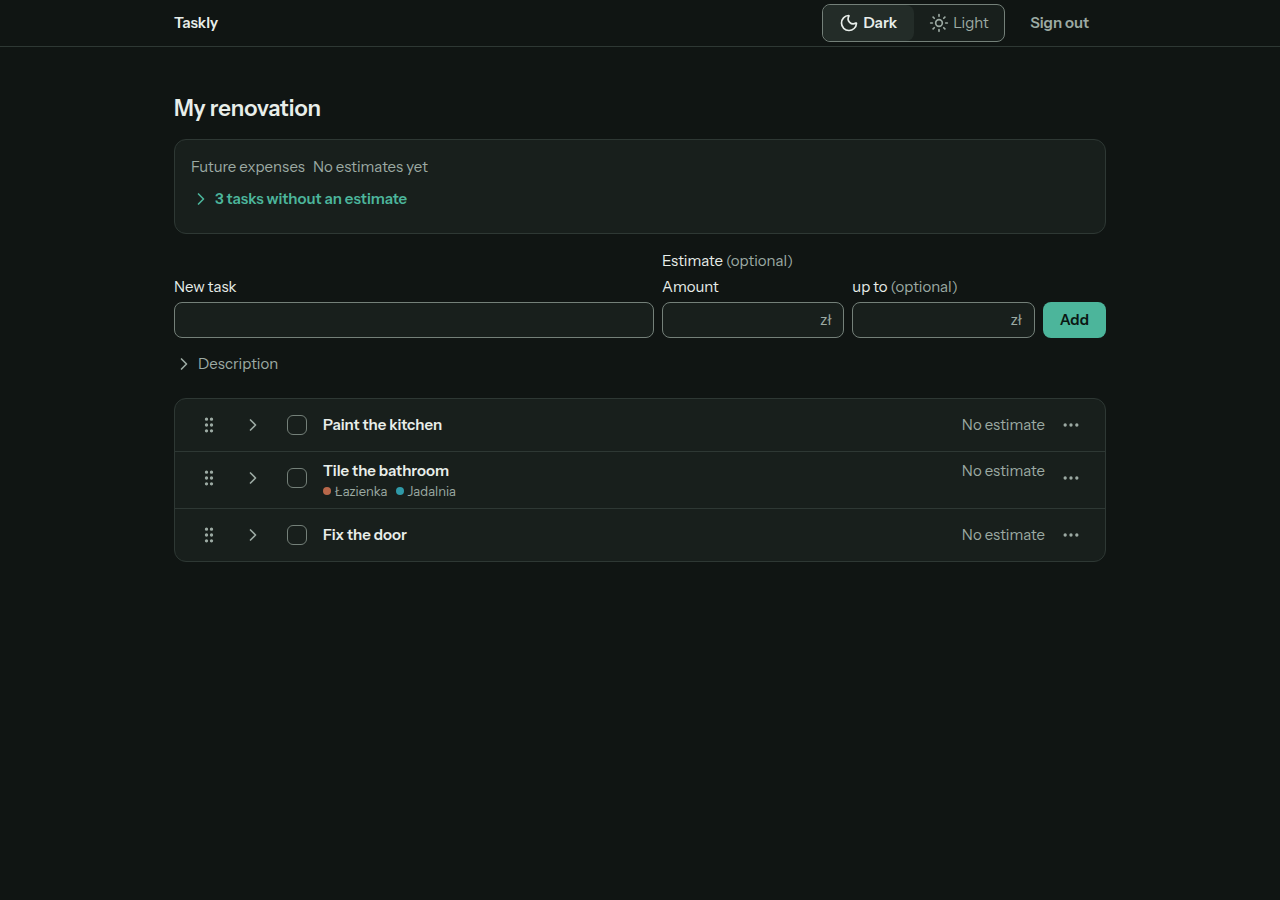 Taskly
Dark
Light
Sign out
My renovation
Future expenses No estimates yet
3 tasks without an estimate
Estimate (optional)
New task
Amount
up to (optional)
zł
zł
Add
Description
Paint the kitchen
No estimate
Tile the bathroom
No estimate
Łazienka
Jadalnia
Fix the door
No estimate